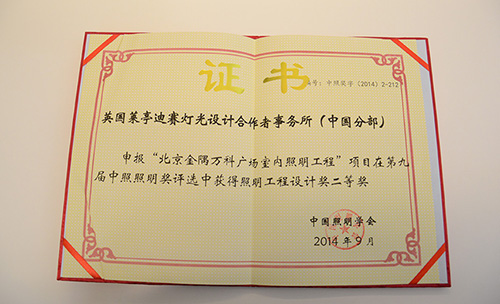 证书
编号：中照奖字（2014）2-212
英国莱亭迪赛灯光设计合作者事务所（中国分部）
申报“北京金隅万科广场室内照明工程”项目在第九
届中照照明奖评选中获得照明工程设计奖二等奖
中国照明学会
2014 年 9 月